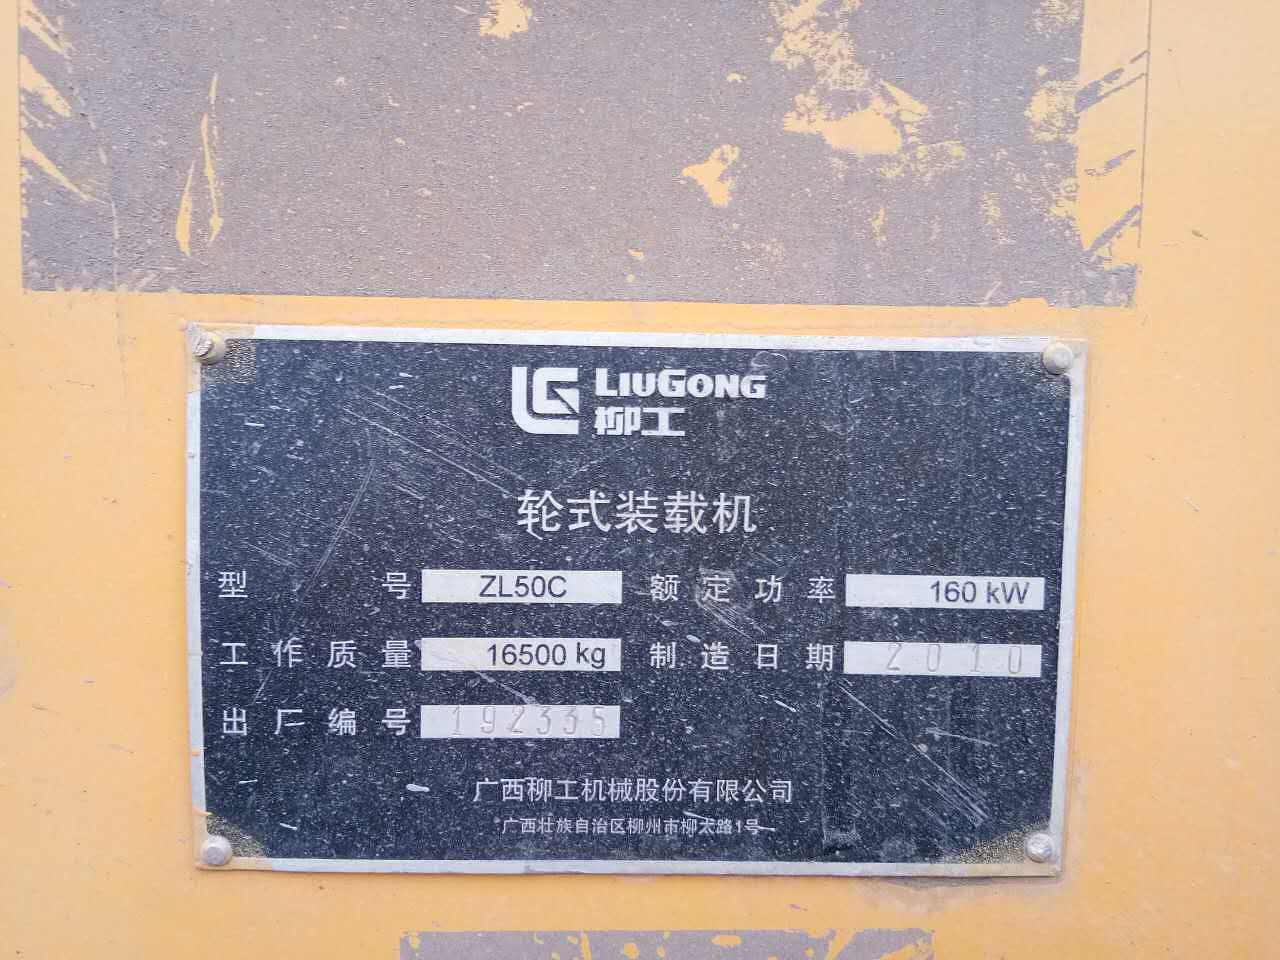 LIUGONG
柳工
轮式装载机
型号 ZL50C 额定功率 160 kW
工作质量 16500 kg 制造日期 2010
出厂编号 192335
广西柳工机械股份有限公司
广西壮族自治区柳州市柳太路1号